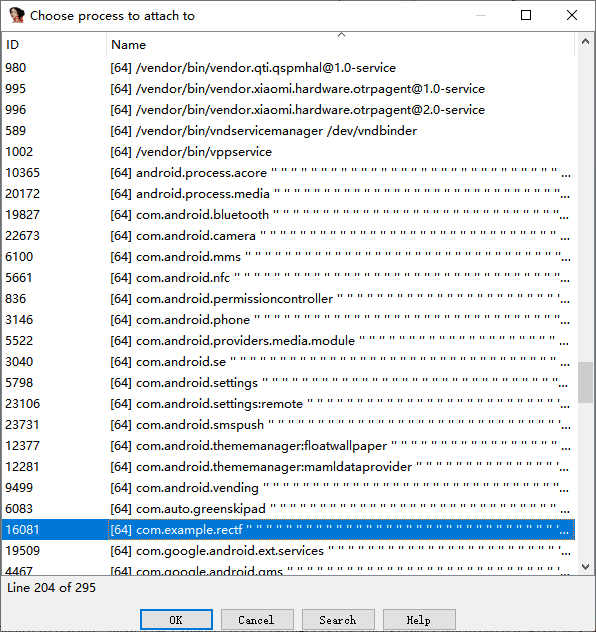 Choose process to attach to
ID Name
980 [64] /vendor/bin/vendor.qti.qspmhal@1.0-service
995 [64] /vendor/bin/vendor.xiaomi.hardware.otrpagent@1.0-service
996 [64] /vendor/bin/vendor.xiaomi.hardware.otrpagent@2.0-service
589 [64] /vendor/bin/vndservicemanager /dev/vndbinder
1002 [64] /vendor/bin/vppservice
10365 [64] android.process.acore "" "" "" "" "" "" "" "" "" "" "" "" "" "" "" "" "" "" "" "" "" "" "" "" "" "" "" "" "" ...
20172 [64] android.process.media "" "" "" "" "" "" "" "" "" "" "" "" "" "" "" "" "" "" "" "" "" "" "" "" "" "" "" "" ""...
19827 [64] com.android.bluetooth "" "" "" "" "" "" "" "" "" "" "" "" "" "" "" "" "" "" "" "" "" "" "" "" "" "" "" "" "...
22673 [64] com.android.camera "" "" "" "" "" "" "" "" "" "" "" "" "" "" "" "" "" "" "" "" "" "" "" "" "" "" "" "" "" "" ...
6100 [64] com.android.mms "" "" "" "" "" "" "" "" "" "" "" "" "" "" "" "" "" "" "" "" "" "" "" "" "" "" "" "" "" "" ""...
5661 [64] com.android.nfc "" "" "" "" "" "" "" "" "" "" "" "" "" "" "" "" "" "" "" "" "" "" "" "" "" "" "" "" "" "" "" "" ...
836 [64] com.android.permissioncontroller "" "" "" "" "" "" "" "" "" "" "" "" "" "" "" "" "" "" "" "" "" "" '...
3146 [64] com.android.phone "" "" "" "" "" "" "" "" "" "" "" "" "" "" "" "" "" "" "" "" "" "" "" "" "" "" "" "" "" "" ...
5522 [64] com.android.providers.media.module "" "" "" "" "" "" "" "" "" "" "" "" "" "" "" "" "" "" "" "" ...
3040 [64] com.android.se "" "" "" "" "" "" "" "" "" "" "" "" "" "" "" "" "" "" "" "" "" "" "" "" "" "" "" "" "" "" "" "" '...
5798 [64] com.android.settings "" "" "" "" "" "" "" "" "" "" "" "" "" "" "" "" "" "" "" "" "" "" "" "" "" "" "" "" "" ""...
23106 [64] com.android.settings:remote "" "" "" "" "" "" "" "" "" "" "" "" "" "" "" "" "" "" "" "" "" "" "" "" "" '...
23731 [64] com.android.smspush "" "" "" "" "" "" "" "" "" "" "" "" "" "" "" "" "" "" "" "" "" "" "" "" "" "" "" "" "" '...
12377 [64] com.android.thememanager:floatwallpaper "" "" "" "" "" "" "" "" "" "" "" "" "" "" "" "" ""...
12281 [64] com.android.thememanager:mamldataprovider "" "" "" "" "" "" "" "" "" "" "" "" "" "" '...
9499 [64] com.android.vending "" "" "" "" "" "" "" "" "" "" "" "" "" "" "" "" "" "" "" "" "" "" "" "" "" "" "" "" "" ""...
6083 [64] com.auto.greenskipad "" "" "" "" "" "" "" "" "" "" "" "" "" "" "" "" "" "" "" "" "" "" "" "" "" "" "" "" "" ...
16081 [64] com.example.rectf "" "" "" "" "" "" "" "" "" "" "" "" "" "" "" "" "" "" "" "" "" "" "" "" "" "" "" "" "" "" "" '...
19509 [64] com.google.android.ext.services "" "" "" "" "" "" "" "" "" "" "" "" "" "" "" "" "" "" "" "" "" "" "" '...
4467 [64] com.google.android.gms "" "" "" "" "" "" "" "" "" "" "" "" "" "" "" "" "" "" "" "" "" "" "" "" "" "" "" "" ...
Line 204 of 295
OK Cancel Search Help